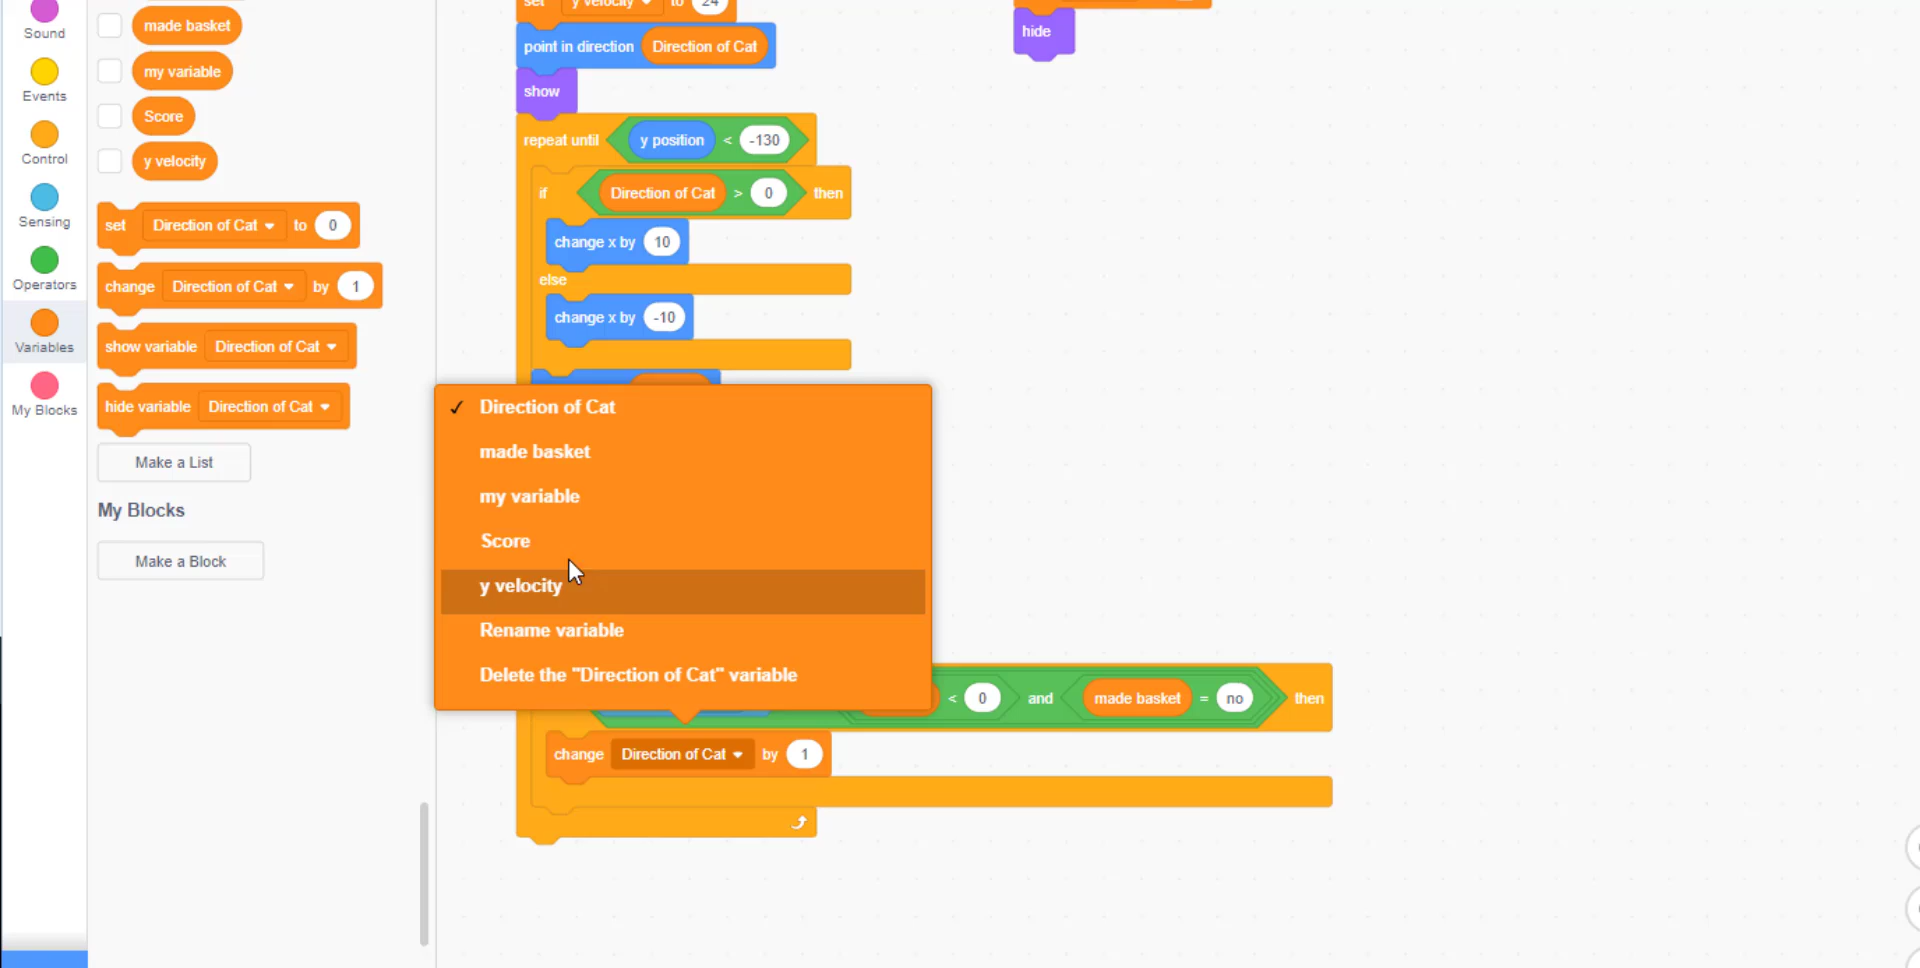 Sound
Events
Control
Sensing
Operators
Variables
My Blocks
made basket
my variable
Score
y velocity
set Direction of Cat to 0
change Direction of Cat by 1
show variable Direction of Cat
hide variable Direction of Cat
Make a List
My Blocks
Make a Block
set y velocity to 24
point in direction Direction of Cat
show
repeat until y position < -130
if Direction of Cat > 0 then
change x by 10
else
change x by -10
✓ Direction of Cat
made basket
my variable
Score
y velocity
Rename variable
Delete the "Direction of Cat" variable
< 0 and made basket = no then
change Direction of Cat by 1
hide